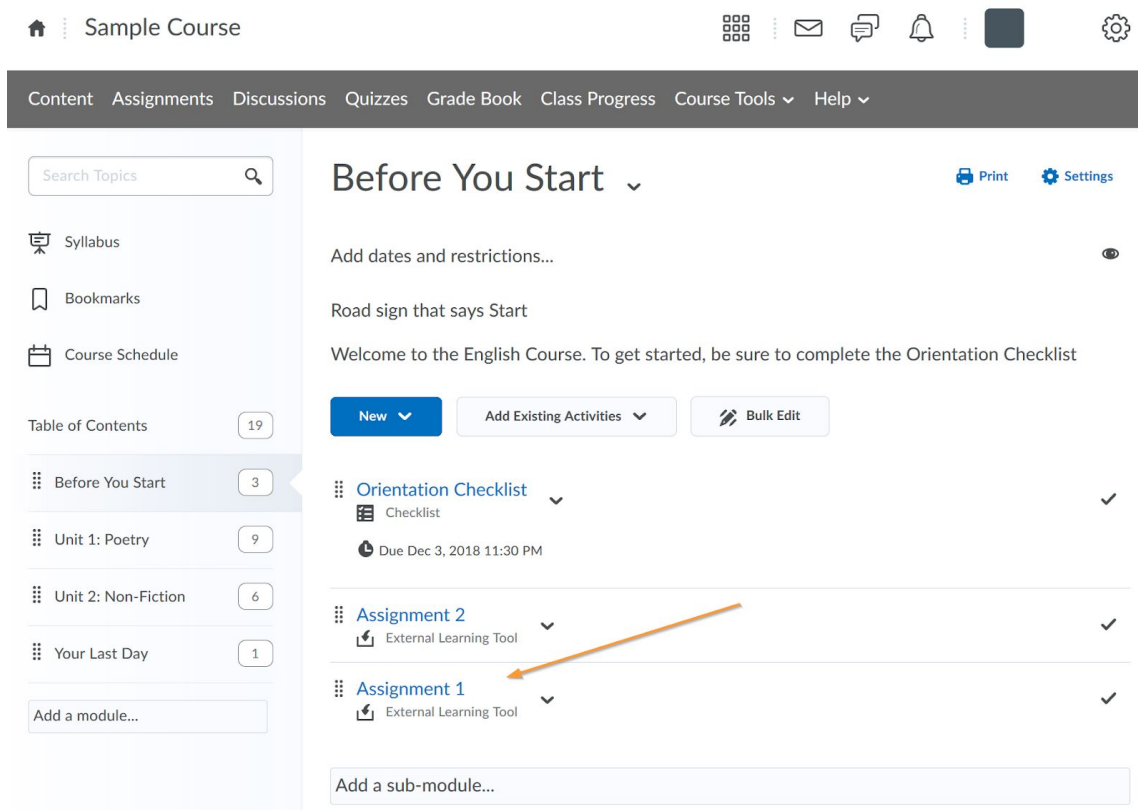 Sample Course
Content Assignments Discussions Quizzes Grade Book Class Progress Course Tools Help
Search Topics
Syllabus
Bookmarks
Course Schedule
Table of Contents 19
Before You Start 3
Unit 1: Poetry 9
Unit 2: Non-Fiction 6
Your Last Day 1
Add a module...
Before You Start
Print Settings
Add dates and restrictions...
Road sign that says Start
Welcome to the English Course. To get started, be sure to complete the Orientation Checklist
New Add Existing Activities Bulk Edit
Orientation Checklist
Checklist
Due Dec 3, 2018 11:30 PM
Assignment 2
External Learning Tool
Assignment 1
External Learning Tool
Add a sub-module...